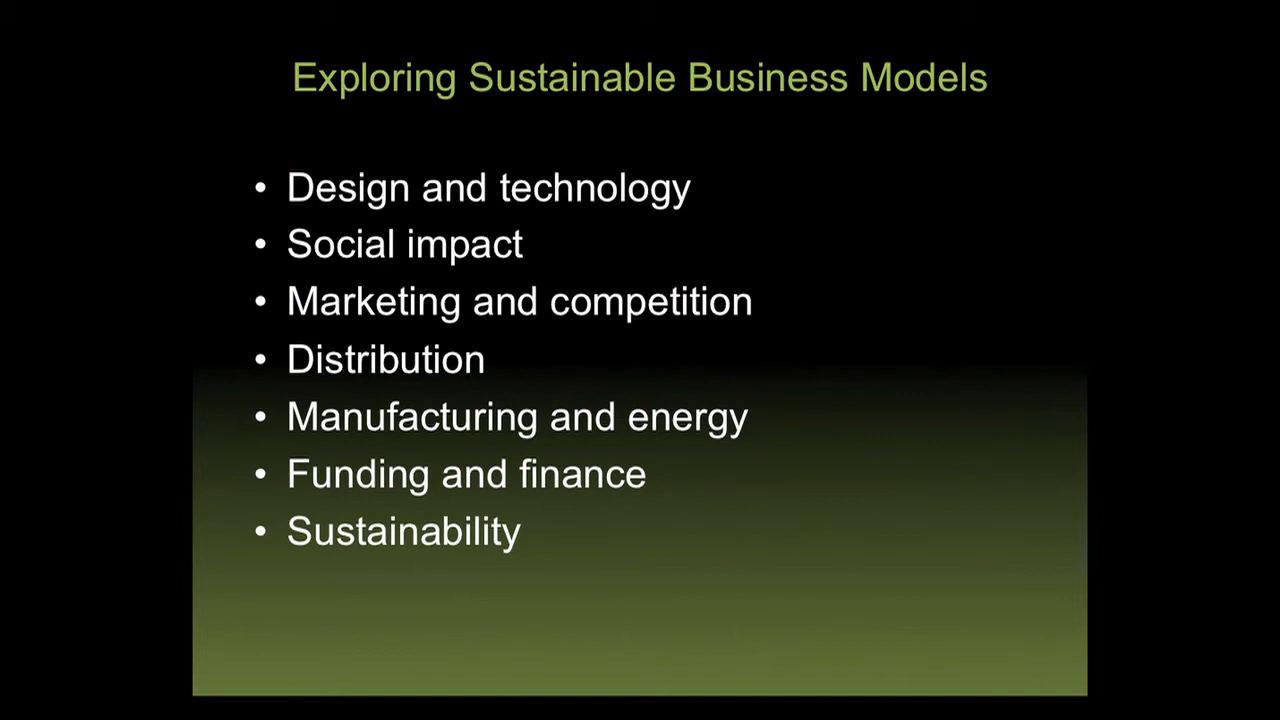 Exploring Sustainable Business Models
• Design and technology
• Social impact
• Marketing and competition
• Distribution
• Manufacturing and energy
• Funding and finance
• Sustainability